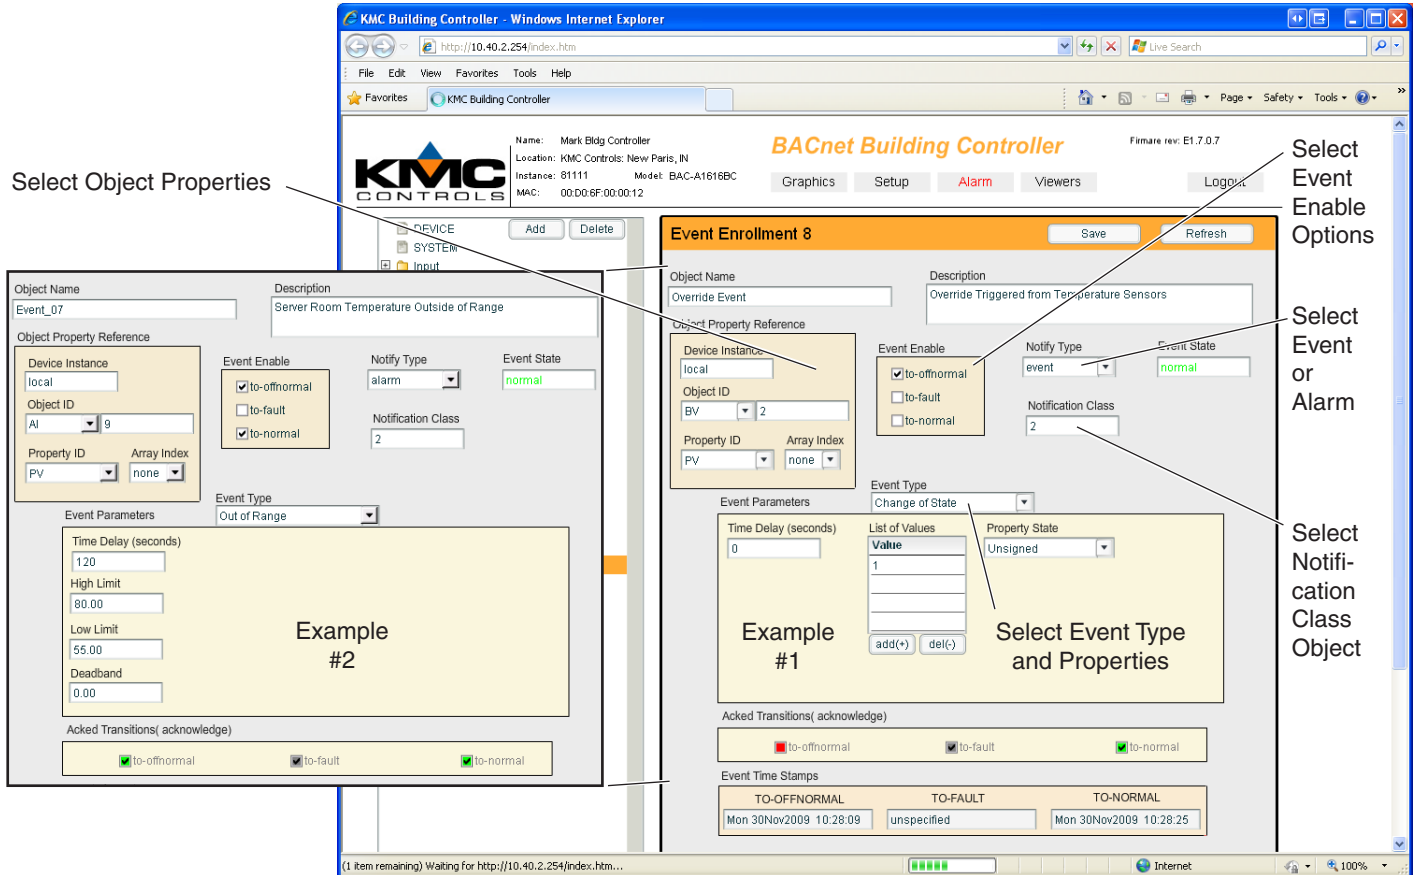 KMC Building Controller - Windows Internet Explorer
http://10.40.2.254/index.htm
Live Search
File Edit View Favorites Tools Help
Favorites
KMC Building Controller
Page Safety Tools
KMC
CONTROLS
Name: Mark Bldg Controller
Location: KMC Controls: New Paris, IN
Instance: 81111 Model: BAC-A1616BC
MAC: 00:D0:6F:00:00:12
BACnet Building Controller
Firmare rev: E1.7.0.7
Graphics Setup Alarm Viewers Logout
Select Object Properties
Select
Event
Enable
Options
DEVICE
SYSTEM
Input
Add Delete
Event Enrollment 8
Save Refresh
Object Name
Event_07
Description
Server Room Temperature Outside of Range
Object Property Reference
Device Instance
local
Object ID
AI 9
Property ID Array Index
PV none
Event Enable
to-offnormal
to-fault
to-normal
Notify Type
alarm
Event State
normal
Notification Class
2
Event Type
Out of Range
Event Parameters
Time Delay (seconds)
120
High Limit
80.00
Low Limit
55.00
Deadband
0.00
Example
#2
Acked Transitions( acknowledge)
to-offnormal to-fault to-normal
Object Name
Override Event
Description
Override Triggered from Temperature Sensors
Object Property Reference
Device Instance
local
Object ID
BV 2
Property ID Array Index
PV none
Event Enable
to-offnormal
to-fault
to-normal
Notify Type
event
Event State
normal
Notification Class
2
Event Type
Change of State
Event Parameters
Time Delay (seconds)
0
List of Values
Value
1
add(+) del(-)
Property State
Unsigned
Example
#1
Select Event Type
and Properties
Acked Transitions( acknowledge)
to-offnormal to-fault to-normal
Event Time Stamps
TO-OFFNORMAL TO-FAULT TO-NORMAL
Mon 30Nov2009 10:28:09 unspecified Mon 30Nov2009 10:28:25
Select
Event
or
Alarm
Select
Notifi-
cation
Class
Object
(1 item remaining) Waiting for http://10.40.2.254/index.htm...
Internet
100%